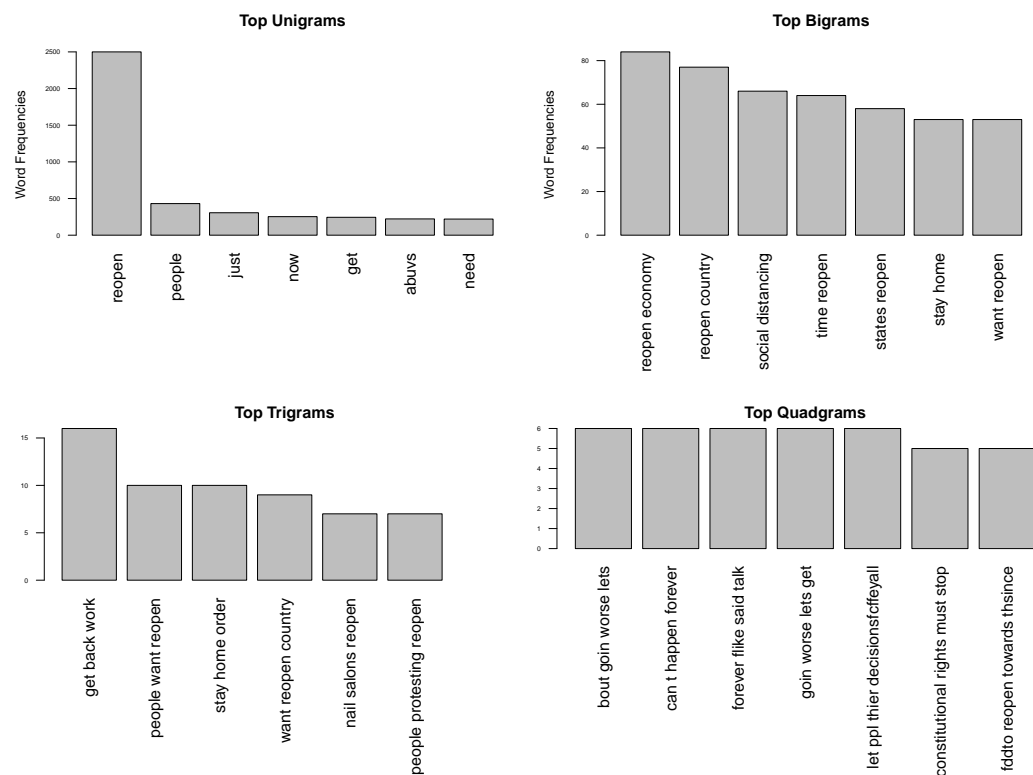 Top Unigrams
Word Frequencies
2500
2000
1500
1000
500
0
reopen
people
just
now
get
abuvs
need
Top Bigrams
Word Frequencies
80
60
40
20
0
reopen economy
reopen country
social distancing
time reopen
states reopen
stay home
want reopen
Top Trigrams
15
10
5
0
get back work
people want reopen
stay home order
want reopen country
nail salons reopen
people protesting reopen
Top Quadgrams
6
5
4
3
2
1
0
bout goin worse lets
can t happen forever
forever flike said talk
goin worse lets get
let ppl thier decisionsfcffeyall
constitutional rights must stop
fddto reopen towards thsince